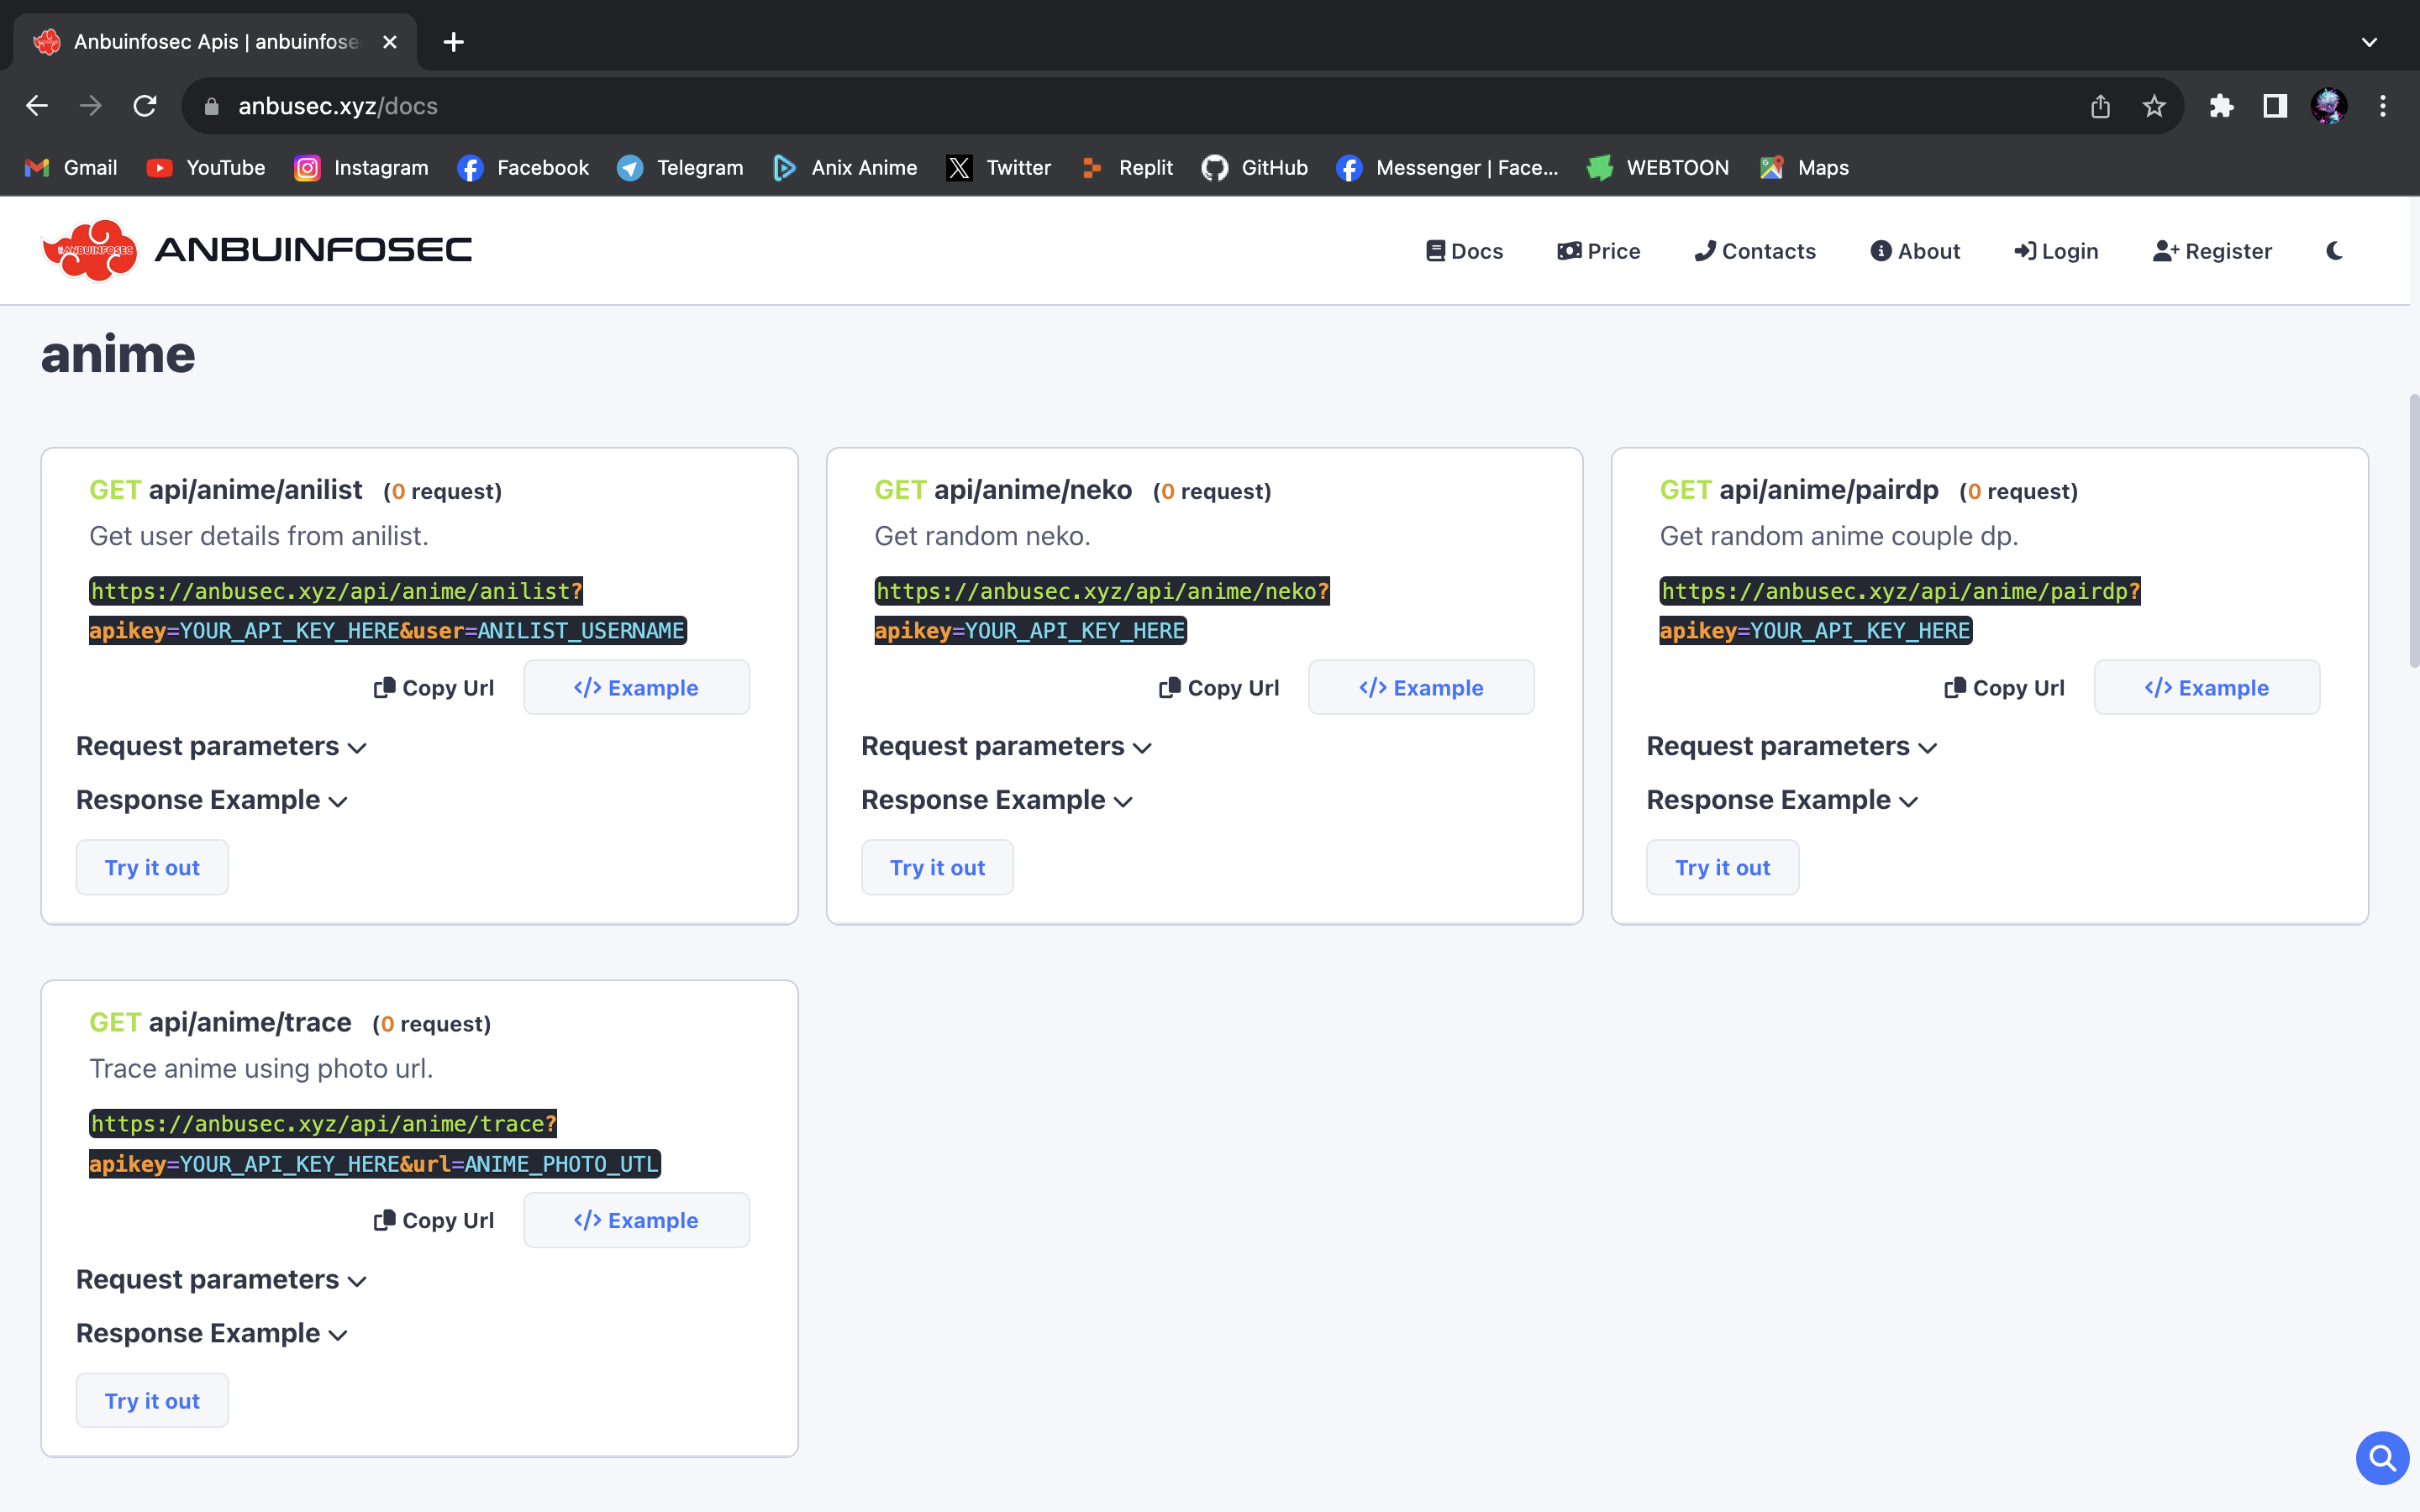 Anbuinfosec Apis | anbuinfose
anbusec.xyz/docs
Gmail YouTube Instagram Facebook Telegram Anix Anime Twitter Replit GitHub Messenger | Face... WEBTOON Maps
#ANBUINFOSEC ANBUINFOSEC Docs Price Contacts About Login Register
anime
GET api/anime/anilist (0 request)
Get user details from anilist.
https://anbusec.xyz/api/anime/anilist?
apikey=YOUR_API_KEY_HERE&user=ANILIST_USERNAME
Copy Url </> Example
Request parameters
Response Example
Try it out
GET api/anime/neko (0 request)
Get random neko.
https://anbusec.xyz/api/anime/neko?
apikey=YOUR_API_KEY_HERE
Copy Url </> Example
Request parameters
Response Example
Try it out
GET api/anime/pairdp (0 request)
Get random anime couple dp.
https://anbusec.xyz/api/anime/pairdp?
apikey=YOUR_API_KEY_HERE
Copy Url </> Example
Request parameters
Response Example
Try it out
GET api/anime/trace (0 request)
Trace anime using photo url.
https://anbusec.xyz/api/anime/trace?
apikey=YOUR_API_KEY_HERE&url=ANIME_PHOTO_UTL
Copy Url </> Example
Request parameters
Response Example
Try it out